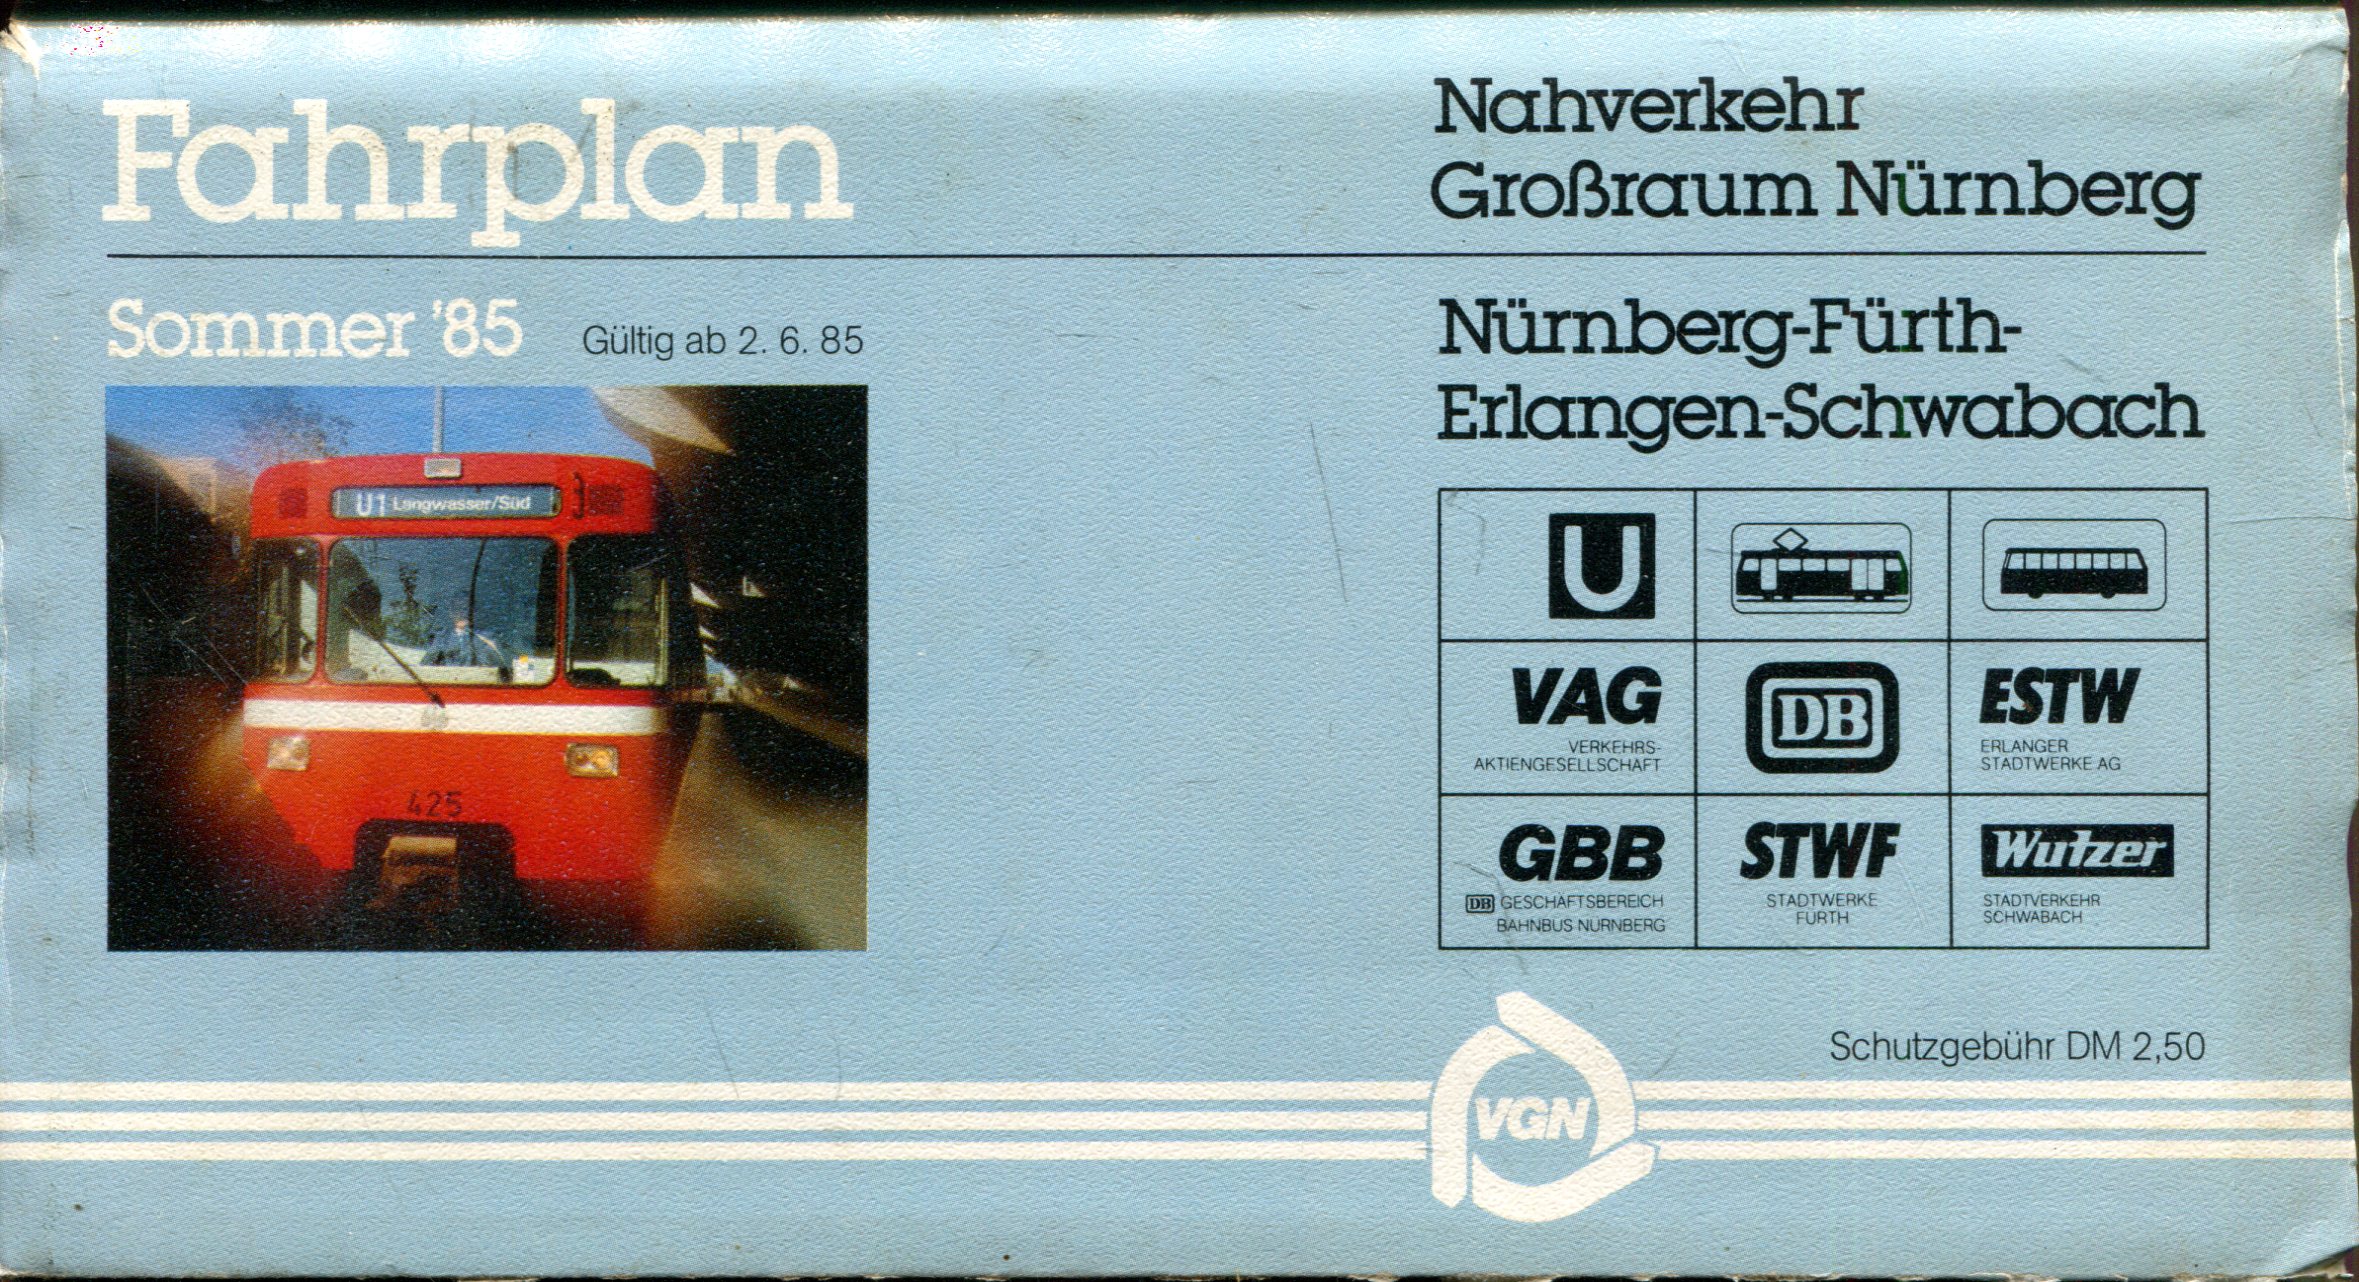 Fahrplan
Nahverkehr
Großraum Nürnberg
Sommer '85
Gültig ab 2. 6. 85
Nürnberg-Fürth-
Erlangen-Schwabach
U1 Langwasser/Süd
425
U
VAG
VERKEHRS-
AKTIENGESELLSCHAFT
DB
ESTW
ERLANGER
STADTWERKE AG
GBB
DB GESCHÄFTSBEREICH
BAHNBUS NÜRNBERG
STWF
STADTWERKE
FÜRTH
Wutzer
STADTVERKEHR
SCHWABACH
Schutzgebühr DM 2,50
VGN